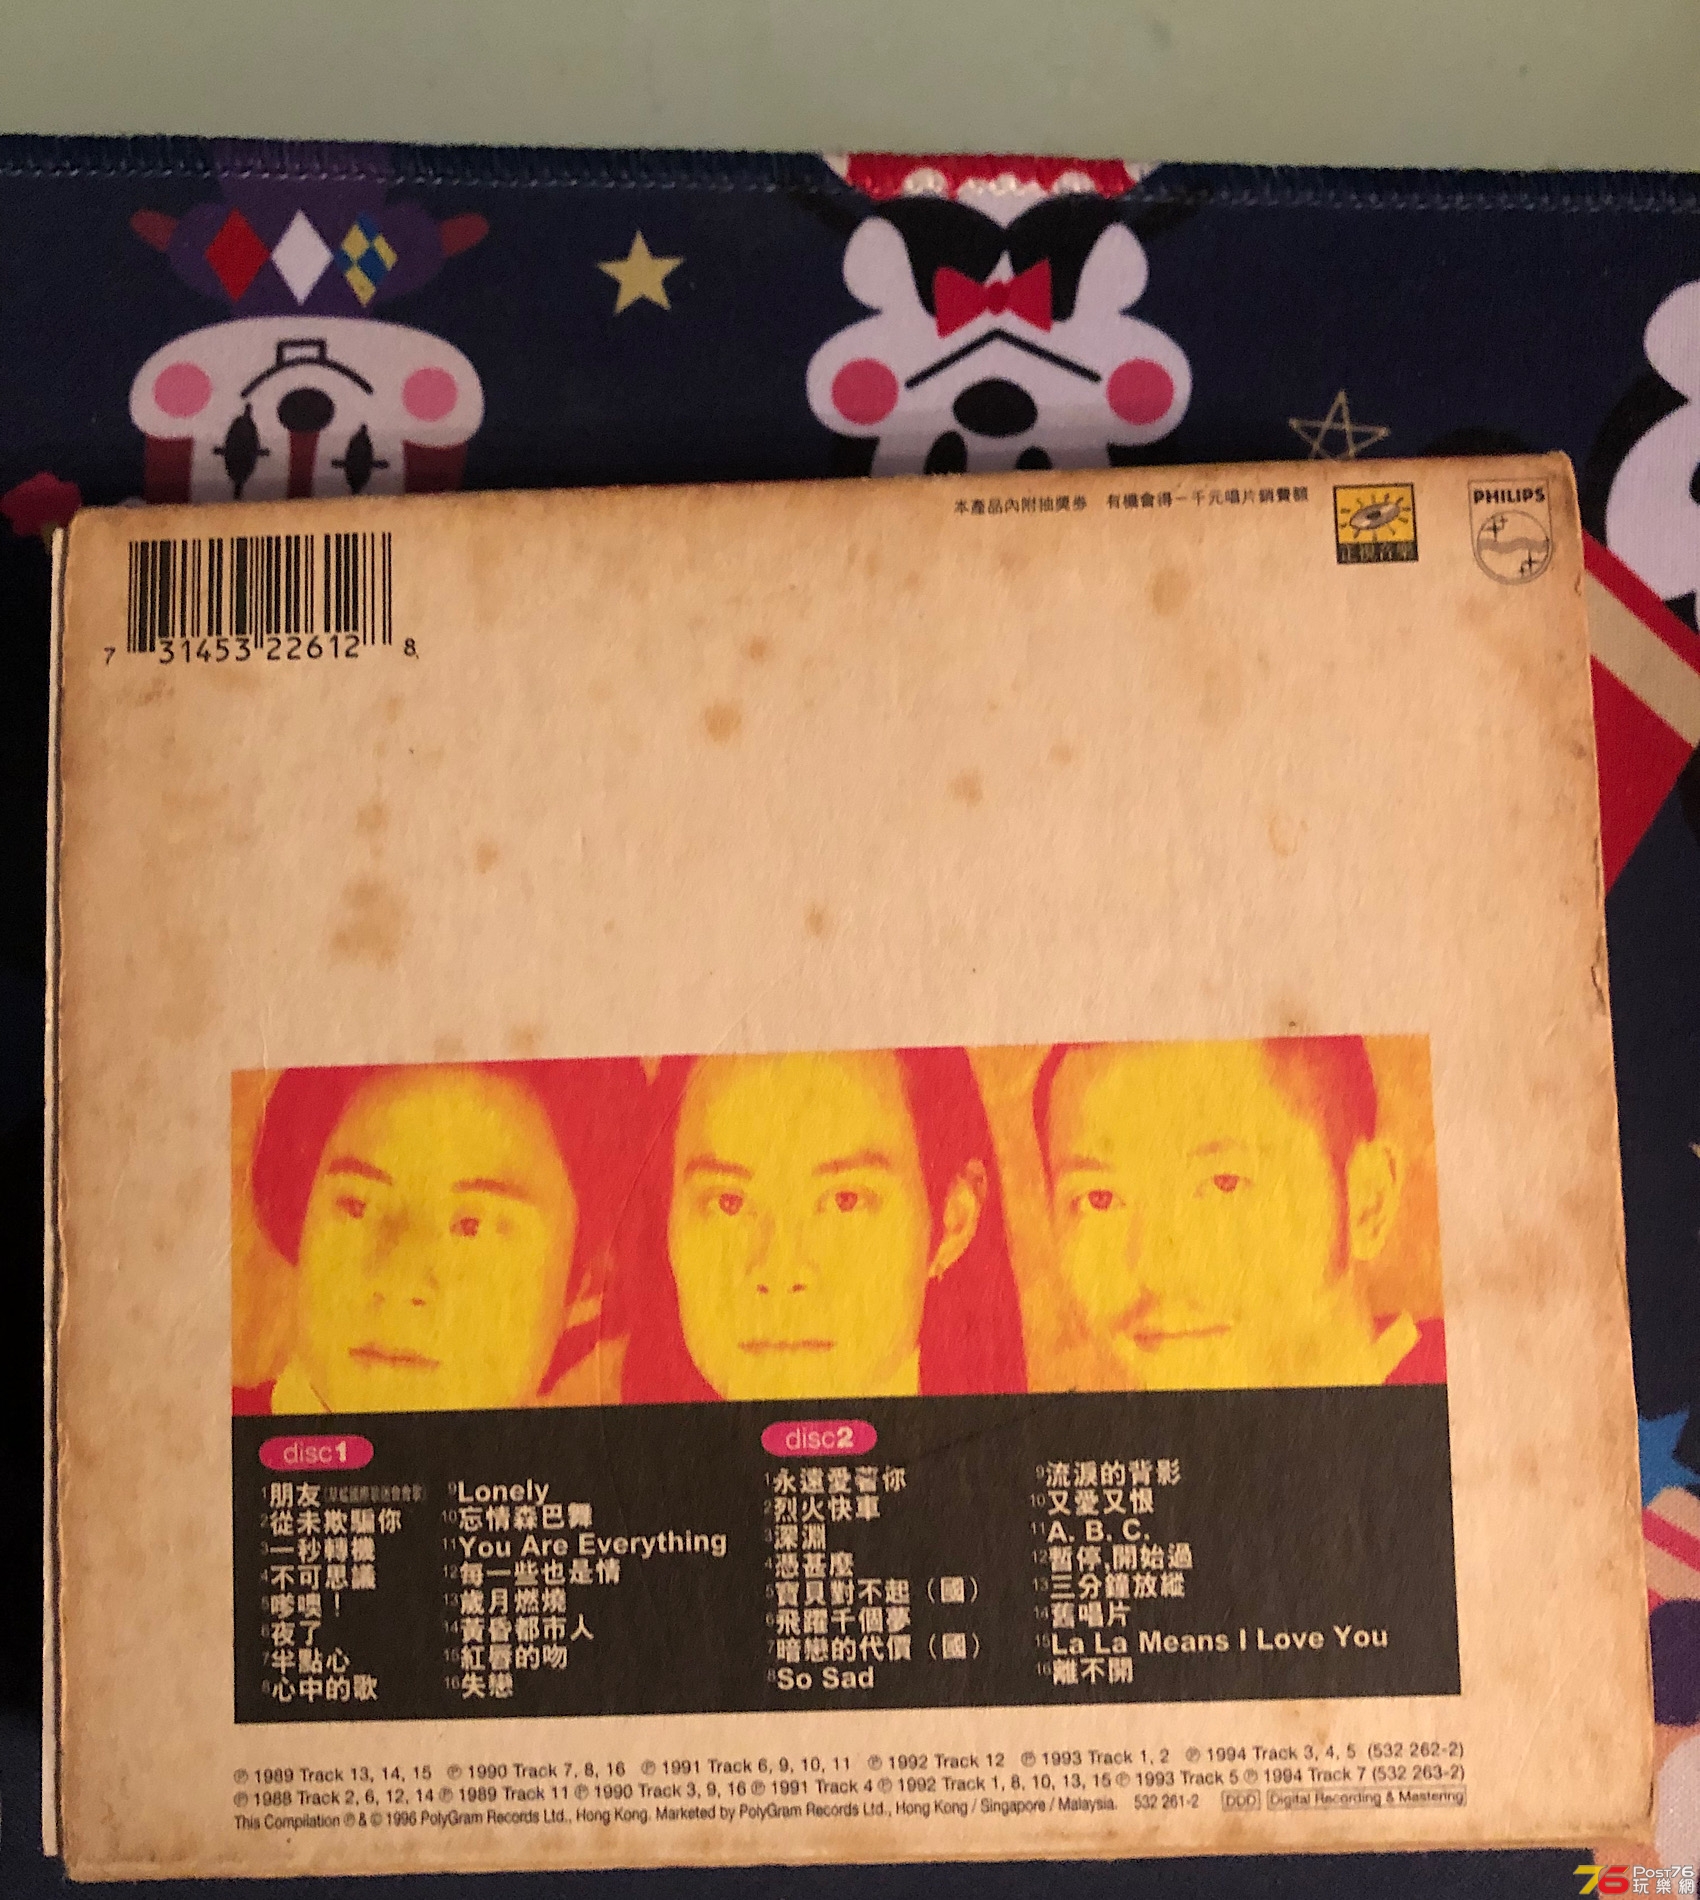 本產品內附抽獎劵 有機會得一千元唱片銷費額
正視音樂
PHILIPS
7 31453 22612 8
disc1
1朋友
2從未欺騙你
3一秒轉機
4不可思議
5嗲噢！
6夜了
7半點心
8心中的歌
9Lonely
10忘情森巴舞
11You Are Everything
12每一些也是情
13歲月燃燒
14黃昏都市人
15紅唇的吻
16失戀
disc2
1永遠愛著你
2烈火快車
3深淵
4憑甚麼
5寶貝對不起（國）
6飛躍千個夢
7暗戀的代價（國）
8So Sad
9流淚的背影
10又愛又恨
11A. B. C.
12暫停,開始過
13三分鐘放縱
14舊唱片
15La La Means I Love You
16離不開
℗ 1989 Track 13, 14, 15 ℗ 1990 Track 7, 8, 16 ℗ 1991 Track 6, 9, 10, 11 ℗ 1992 Track 12 ℗ 1993 Track 1, 2 ℗ 1994 Track 3, 4, 5 (532 262-2)
℗ 1988 Track 2, 6, 12, 14 ℗ 1989 Track 11 ℗ 1990 Track 3, 9, 16 ℗ 1991 Track 4 ℗ 1992 Track 1, 8, 10, 13, 15 ℗ 1993 Track 5 ℗ 1994 Track 7 (532 263-2)
This Compilation ℗ & © 1996 PolyGram Records Ltd., Hong Kong. Marketed by PolyGram Records Ltd., Hong Kong / Singapore / Malaysia. 532 261-2 DDD Digital Recording & Mastering
76 Post76
玩樂網